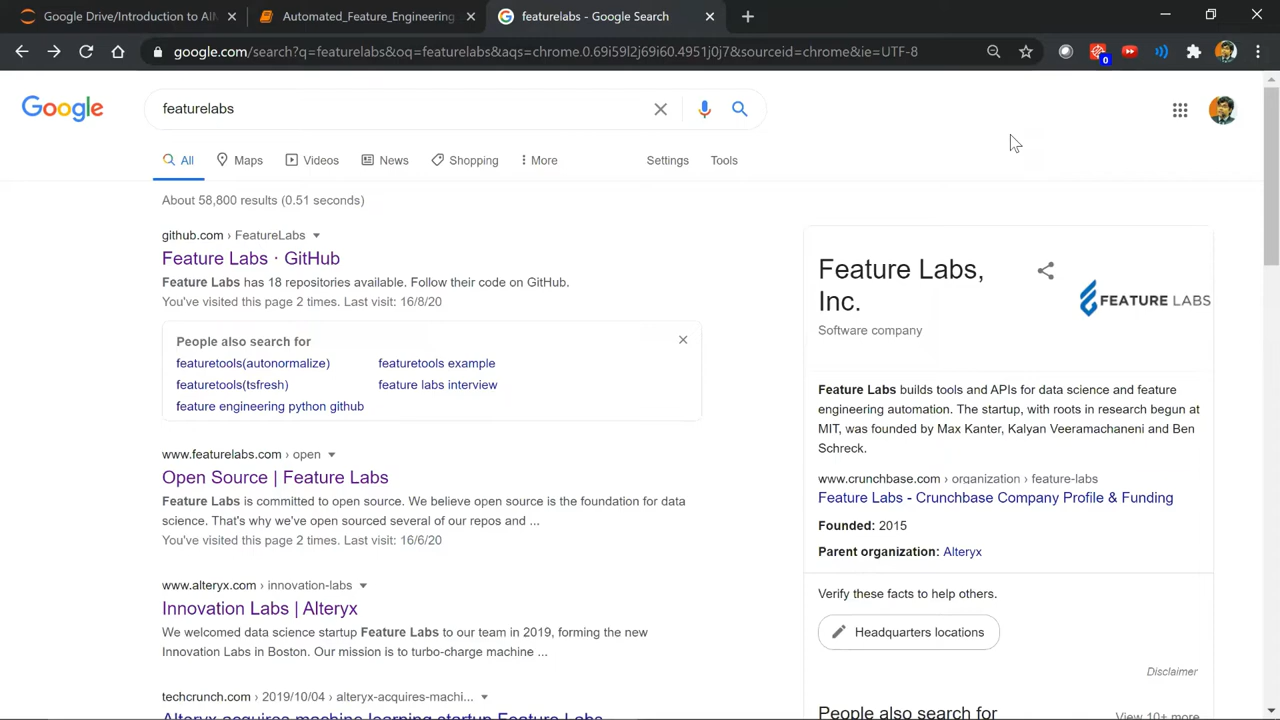 Google Drive/Introduction to AI
Automated_Feature_Engineering
featurelabs - Google Search
google.com/search?q=featurelabs&oq=featurelabs&aqs=chrome.0.69i59l2j69i60.4951j0j7&sourceid=chrome&ie=UTF-8
0
Google
featurelabs
All
Maps
Videos
News
Shopping
More
Settings
Tools
About 58,800 results (0.51 seconds)
github.com › FeatureLabs
Feature Labs · GitHub
Feature Labs has 18 repositories available. Follow their code on GitHub.
You've visited this page 2 times. Last visit: 16/8/20
People also search for
featuretools(autonormalize)
featuretools example
featuretools(tsfresh)
feature labs interview
feature engineering python github
www.featurelabs.com › open
Open Source | Feature Labs
Feature Labs is committed to open source. We believe open source is the foundation for data
science. That's why we've open sourced several of our repos and ...
You've visited this page 2 times. Last visit: 16/6/20
www.alteryx.com › innovation-labs
Innovation Labs | Alteryx
We welcomed data science startup Feature Labs to our team in 2019, forming the new
Innovation Labs in Boston. Our mission is to turbo-charge machine ...
techcrunch.com › 2019/10/04 › alteryx-acquires-machi...
Alteryx acquires machine learning startup Feature Labs
Feature Labs,
Inc.
Software company
FEATURE LABS
Feature Labs builds tools and APIs for data science and feature
engineering automation. The startup, with roots in research begun at
MIT, was founded by Max Kanter, Kalyan Veeramachaneni and Ben
Schreck.
www.crunchbase.com › organization › feature-labs
Feature Labs - Crunchbase Company Profile & Funding
Founded: 2015
Parent organization: Alteryx
Verify these facts to help others.
Headquarters locations
Disclaimer
People also search for
View 10+ more